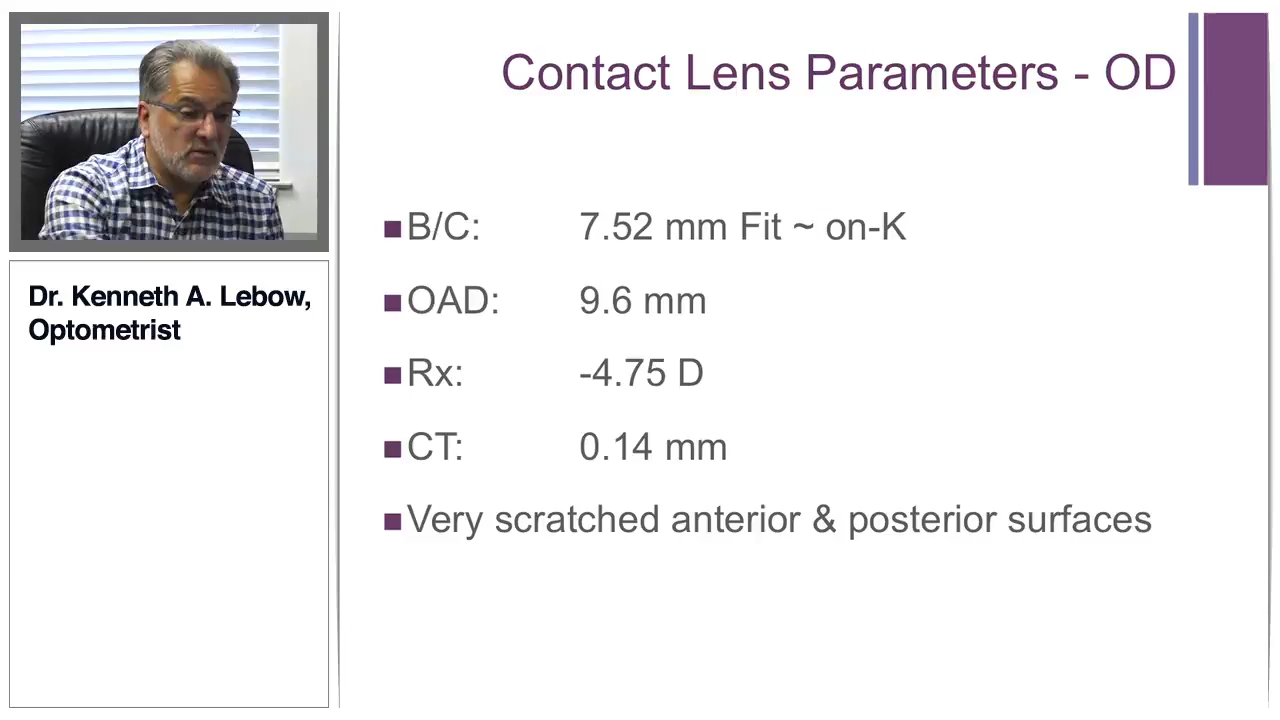 Contact Lens Parameters - OD
B/C: 7.52 mm Fit ~ on-K
OAD: 9.6 mm
Rx: -4.75 D
CT: 0.14 mm
Very scratched anterior & posterior surfaces
Dr. Kenneth A. Lebow,
Optometrist